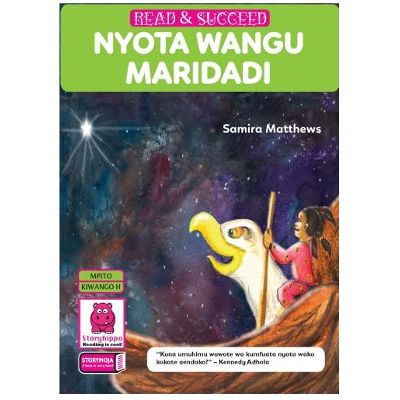 READ & SUCCEED
NYOTA WANGU
MARIDADI
Samira Matthews
MPITO
KIWANGO H
Storyhippo
Reading is cool!
STORYMOJA
"Kuna umuhimu wowote wa kumfuata nyota wako
kokote aendako?" – Kennedy Adhola